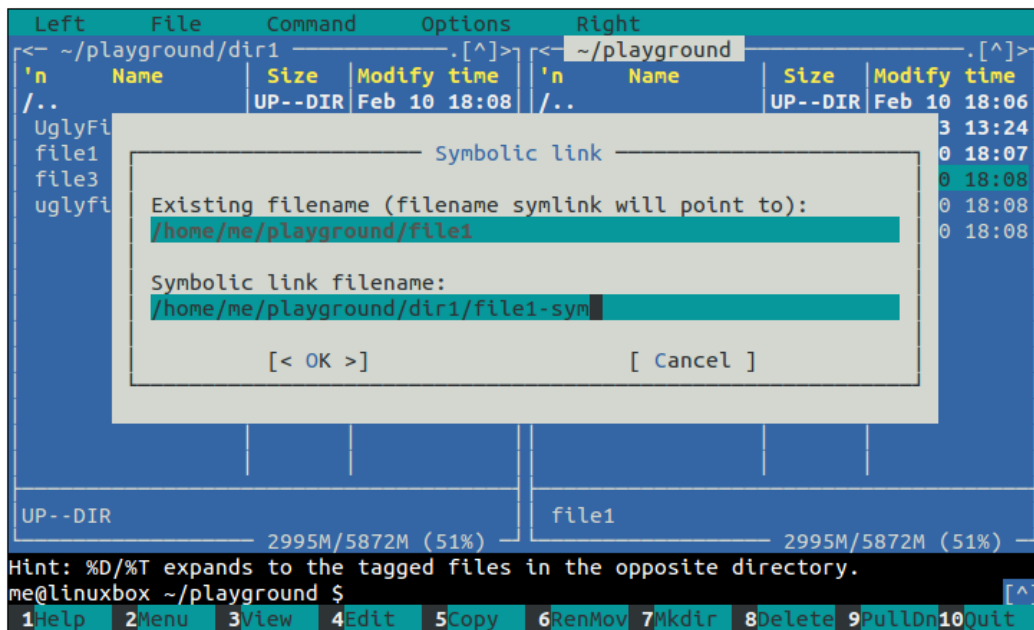 Left File Command Options Right
<─ ~/playground/dir1 ─.[^]> <─ ~/playground ─.[^]>
'n Name Size Modify time 'n Name Size Modify time
/.. UP--DIR Feb 10 18:08 /.. UP--DIR Feb 10 18:06
UglyFi 3 13:24
file1 Symbolic link 0 18:07
file3 0 18:08
uglyfi Existing filename (filename symlink will point to): 0 18:08
/home/me/playground/file1 0 18:08
Symbolic link filename:
/home/me/playground/dir1/file1-sym
[< OK >] [ Cancel ]
UP--DIR file1
2995M/5872M (51%) 2995M/5872M (51%)
Hint: %D/%T expands to the tagged files in the opposite directory.
me@linuxbox ~/playground $ [^]
1Help 2Menu 3View 4Edit 5Copy 6RenMov 7Mkdir 8Delete 9PullDn 10Quit